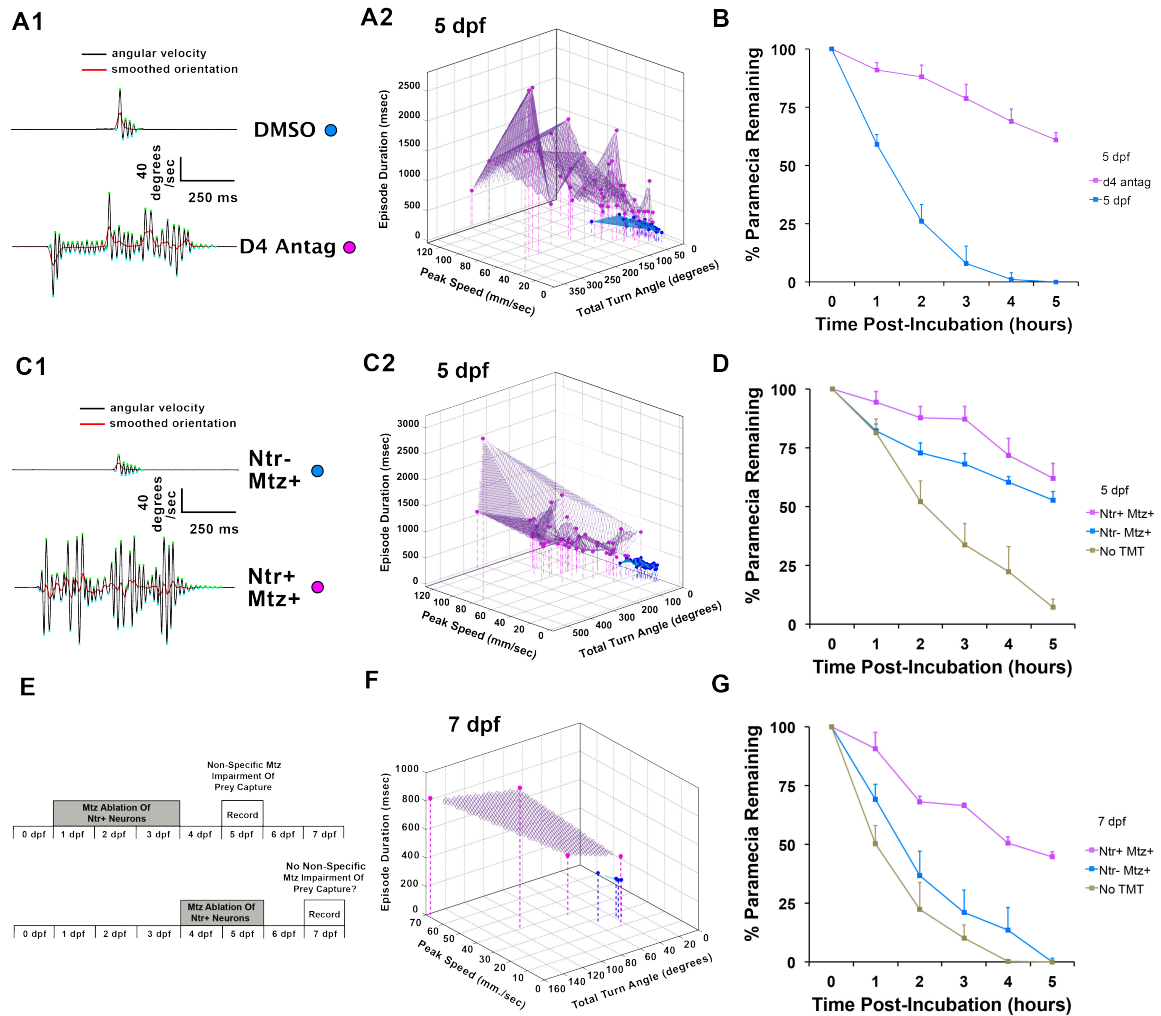 A1
angular velocity
smoothed orientation
DMSO
40
degrees
/sec
250 ms
D4 Antag
A2
5 dpf
Episode Duration (msec)
2500
2000
1500
1000
500
0
120
100
80
60
40
20
0
Peak Speed (mm/sec)
350
300
250
200
150
100
50
0
Total Turn Angle (degrees)
B
% Paramecia Remaining
100
75
50
25
0
0 1 2 3 4 5
Time Post-Incubation (hours)
5 dpf
d4 antag
5 dpf
C1
angular velocity
smoothed orientation
Ntr-
Mtz+
40
degrees
/sec
250 ms
Ntr+
Mtz+
C2
5 dpf
Episode Duration (msec)
3000
2500
2000
1500
1000
500
0
120
100
80
60
40
20
0
Peak Speed (mm/sec)
500
400
300
200
100
0
Total Turn Angle (degrees)
D
% Paramecia Remaining
100
75
50
25
0
0 1 2 3 4 5
Time Post-Incubation (hours)
5 dpf
Ntr+ Mtz+
Ntr- Mtz+
No TMT
E
Non-Specific Mtz
Impairment Of
Prey Capture
Mtz Ablation Of
Ntr+ Neurons
Record
0 dpf 1 dpf 2 dpf 3 dpf 4 dpf 5 dpf 6 dpf 7 dpf
No Non-Specific
Mtz Impairment Of
Prey Capture?
Mtz Ablation Of
Ntr+ Neurons
Record
0 dpf 1 dpf 2 dpf 3 dpf 4 dpf 5 dpf 6 dpf 7 dpf
F
7 dpf
Episode Duration (msec)
1000
800
600
400
200
0
70
60
50
40
30
20
10
0
Peak Speed (mm./sec)
160
140
120
100
80
60
40
20
0
Total Turn Angle (degrees)
G
% Paramecia Remaining
100
75
50
25
0
0 1 2 3 4 5
Time Post-Incubation (hours)
7 dpf
Ntr+ Mtz+
Ntr- Mtz+
No TMT